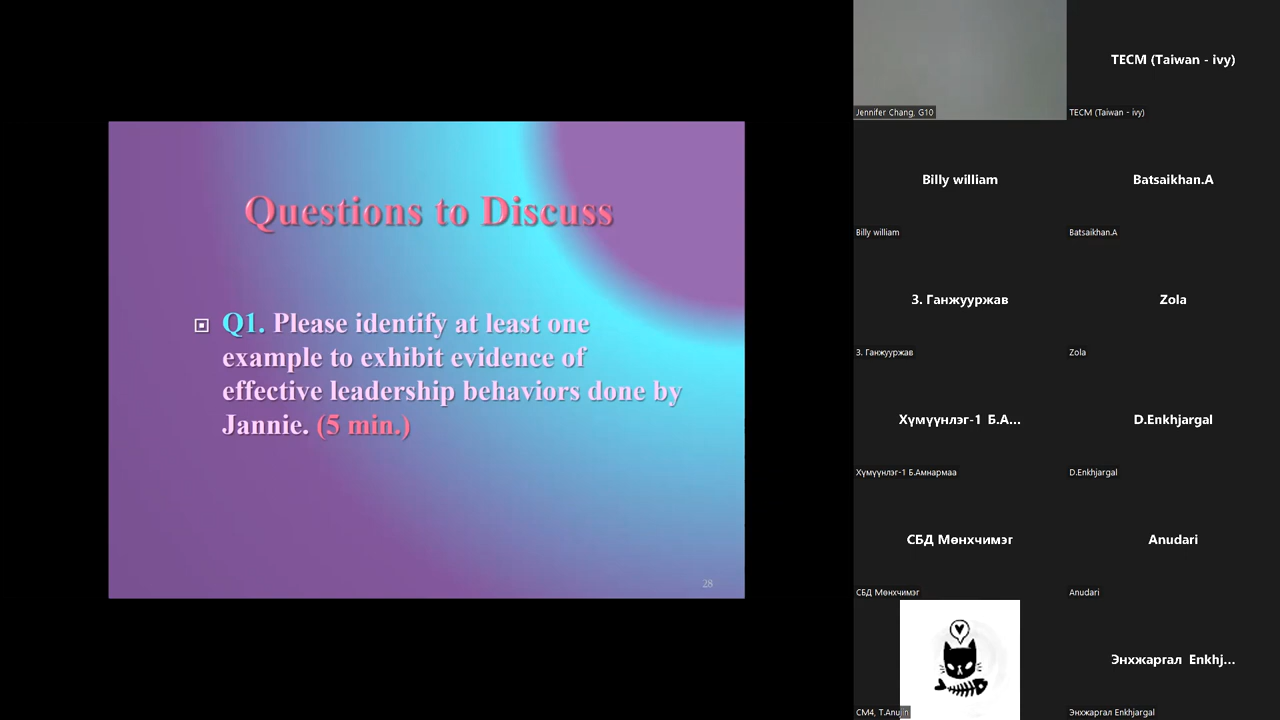 Questions to Discuss
Q1. Please identify at least one
example to exhibit evidence of
effective leadership behaviors done by
Jannie. (5 min.)
28
Jennifer Chang, G10
TECM (Taiwan - ivy)
TECM (Taiwan - ivy)
Billy william
Billy william
Batsaikhan.A
Batsaikhan.A
3. Ганжууржав
3. Ганжууржав
Zola
Zola
Хүмүүнлэг-1 Б.А...
Хүмүүнлэг-1 Б.Амнармаа
D.Enkhjargal
D.Enkhjargal
СБД Мөнхчимэг
СБД Мөнхчимэг
Anudari
Anudari
CM4, T.Anujin
Энхжаргал Enkhj...
Энхжаргал Enkhjargal